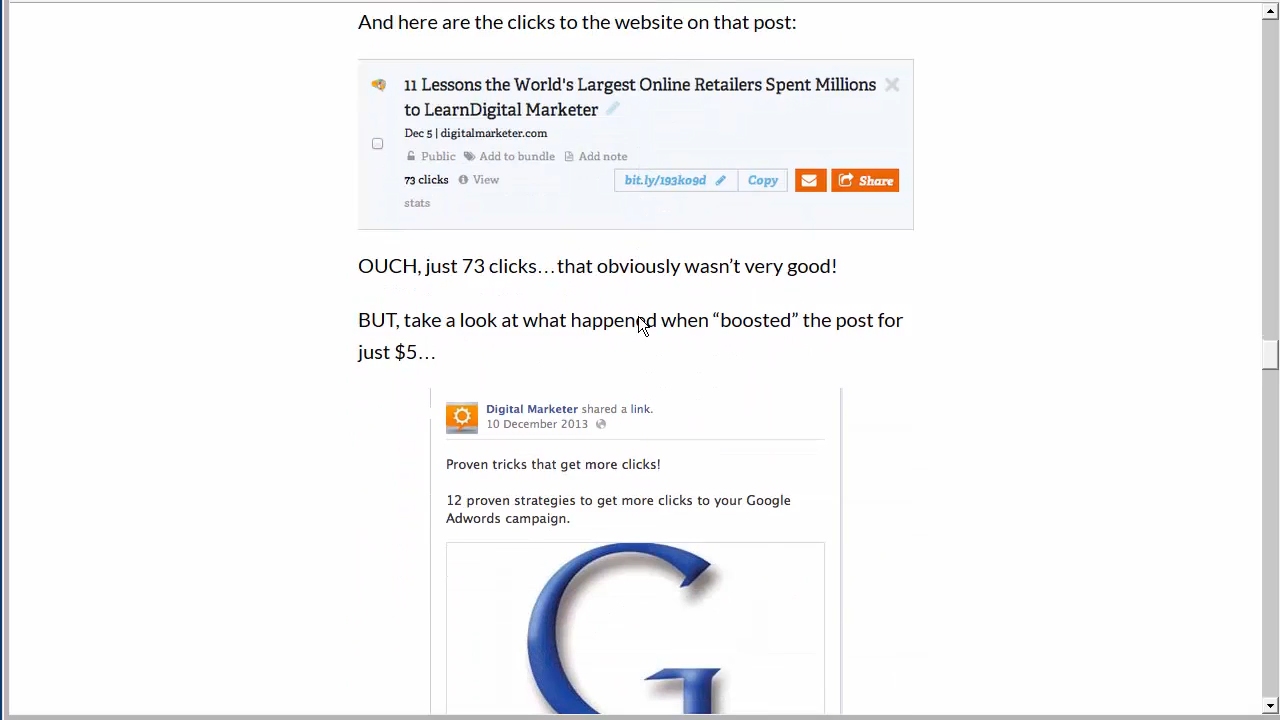 And here are the clicks to the website on that post:
11 Lessons the World's Largest Online Retailers Spent Millions
to LearnDigital Marketer
Dec 5 | digitalmarketer.com
Public Add to bundle Add note
73 clicks View bit.ly/193ko9d Copy Share
stats
OUCH, just 73 clicks…that obviously wasn’t very good!
BUT, take a look at what happened when “boosted” the post for
just $5…
Digital Marketer shared a link.
10 December 2013
Proven tricks that get more clicks!
12 proven strategies to get more clicks to your Google
Adwords campaign.
G